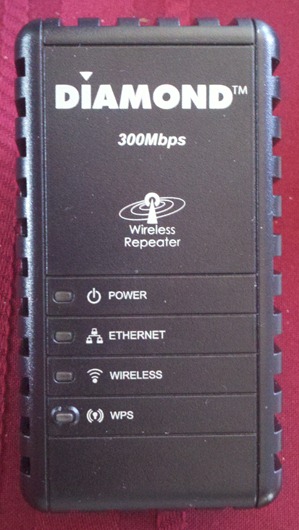 DIAMOND™
300Mbps
Wireless
Repeater
POWER
ETHERNET
WIRELESS
WPS